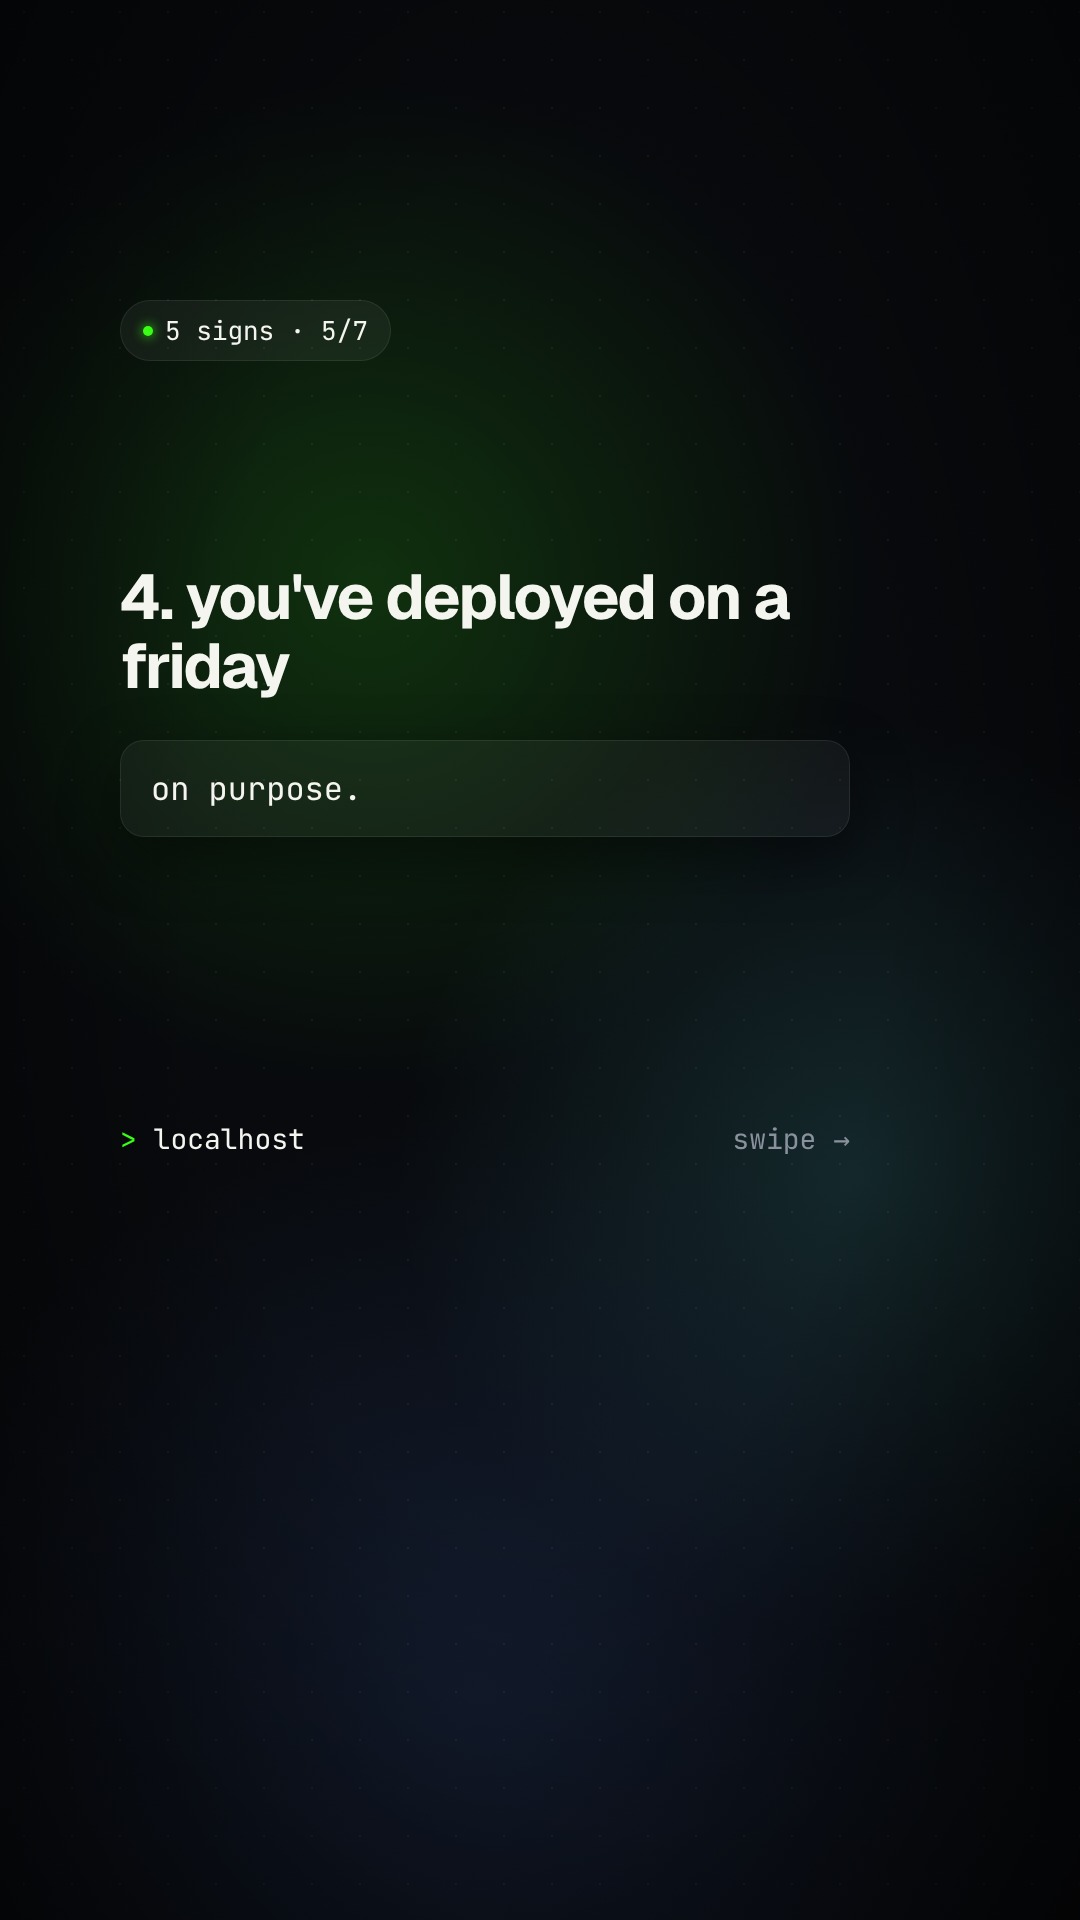 5 signs · 5/7
4. you've deployed on a
friday
on purpose.
> localhost
swipe →